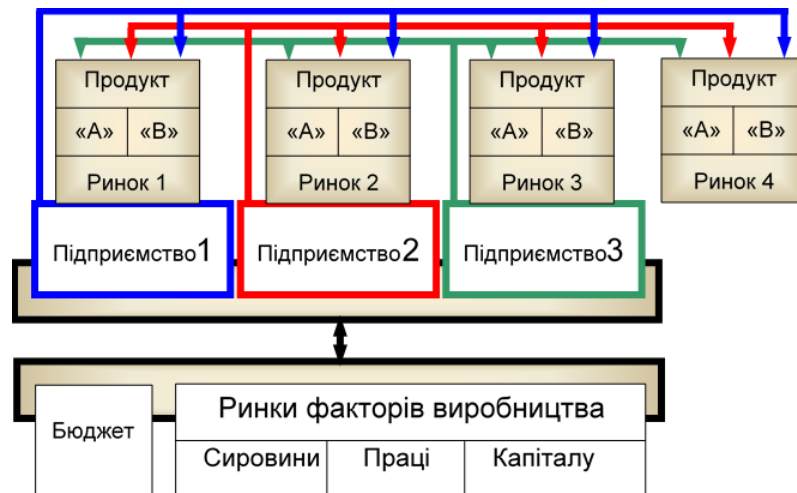 Продукт Продукт Продукт Продукт
«А» «В» «А» «В» «А» «В» «А» «В»
Ринок 1 Ринок 2 Ринок 3 Ринок 4
Підприємство1 Підприємство2 Підприємство3
Ринки факторів виробництва
Бюджет
Сировини Праці Капіталу